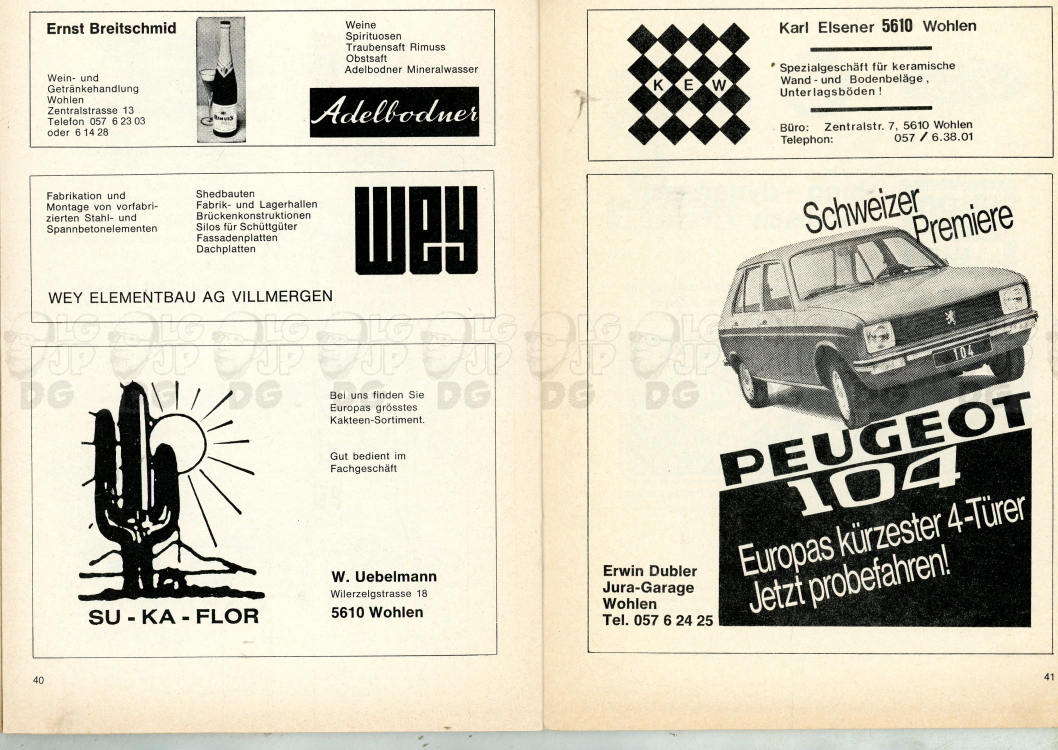 Ernst Breitschmid
Wein- und
Getränkehandlung
Wohlen
Zentralstrasse 13
Telefon 057 6 23 03
oder 6 14 28
RIMUSS
Weine
Spirituosen
Traubensaft Rimuss
Obstsaft
Adelbodner Mineralwasser
Adelbodner
Fabrikation und
Montage von vorfabri-
zierten Stahl- und
Spannbetonelementen
Shedbauten
Fabrik- und Lagerhallen
Brückenkonstruktionen
Silos für Schüttgüter
Fassadenplatten
Dachplatten
wey
WEY ELEMENTBAU AG VILLMERGEN
Bei uns finden Sie
Europas grösstes
Kakteen-Sortiment.
Gut bedient im
Fachgeschäft
SU - KA - FLOR
W. Uebelmann
Wilerzelgstrasse 18
5610 Wohlen
40
K E W
Karl Elsener 5610 Wohlen
Spezialgeschäft für keramische
Wand - und Bodenbeläge,
Unterlagsböden!
Büro: Zentralstr. 7, 5610 Wohlen
Telephon: 057 / 6.38.01
Schweizer
Premiere
104
PEUGEOT
104
Europas kürzester 4-Türer
Jetzt probefahren!
Erwin Dubler
Jura-Garage
Wohlen
Tel. 057 6 24 25
41
LG JP DG